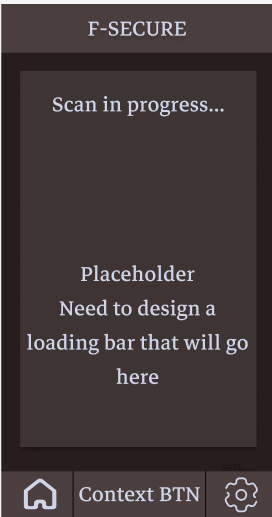 F-SECURE
Scan in progress...
Placeholder
Need to design a
loading bar that will go
here
Context BTN